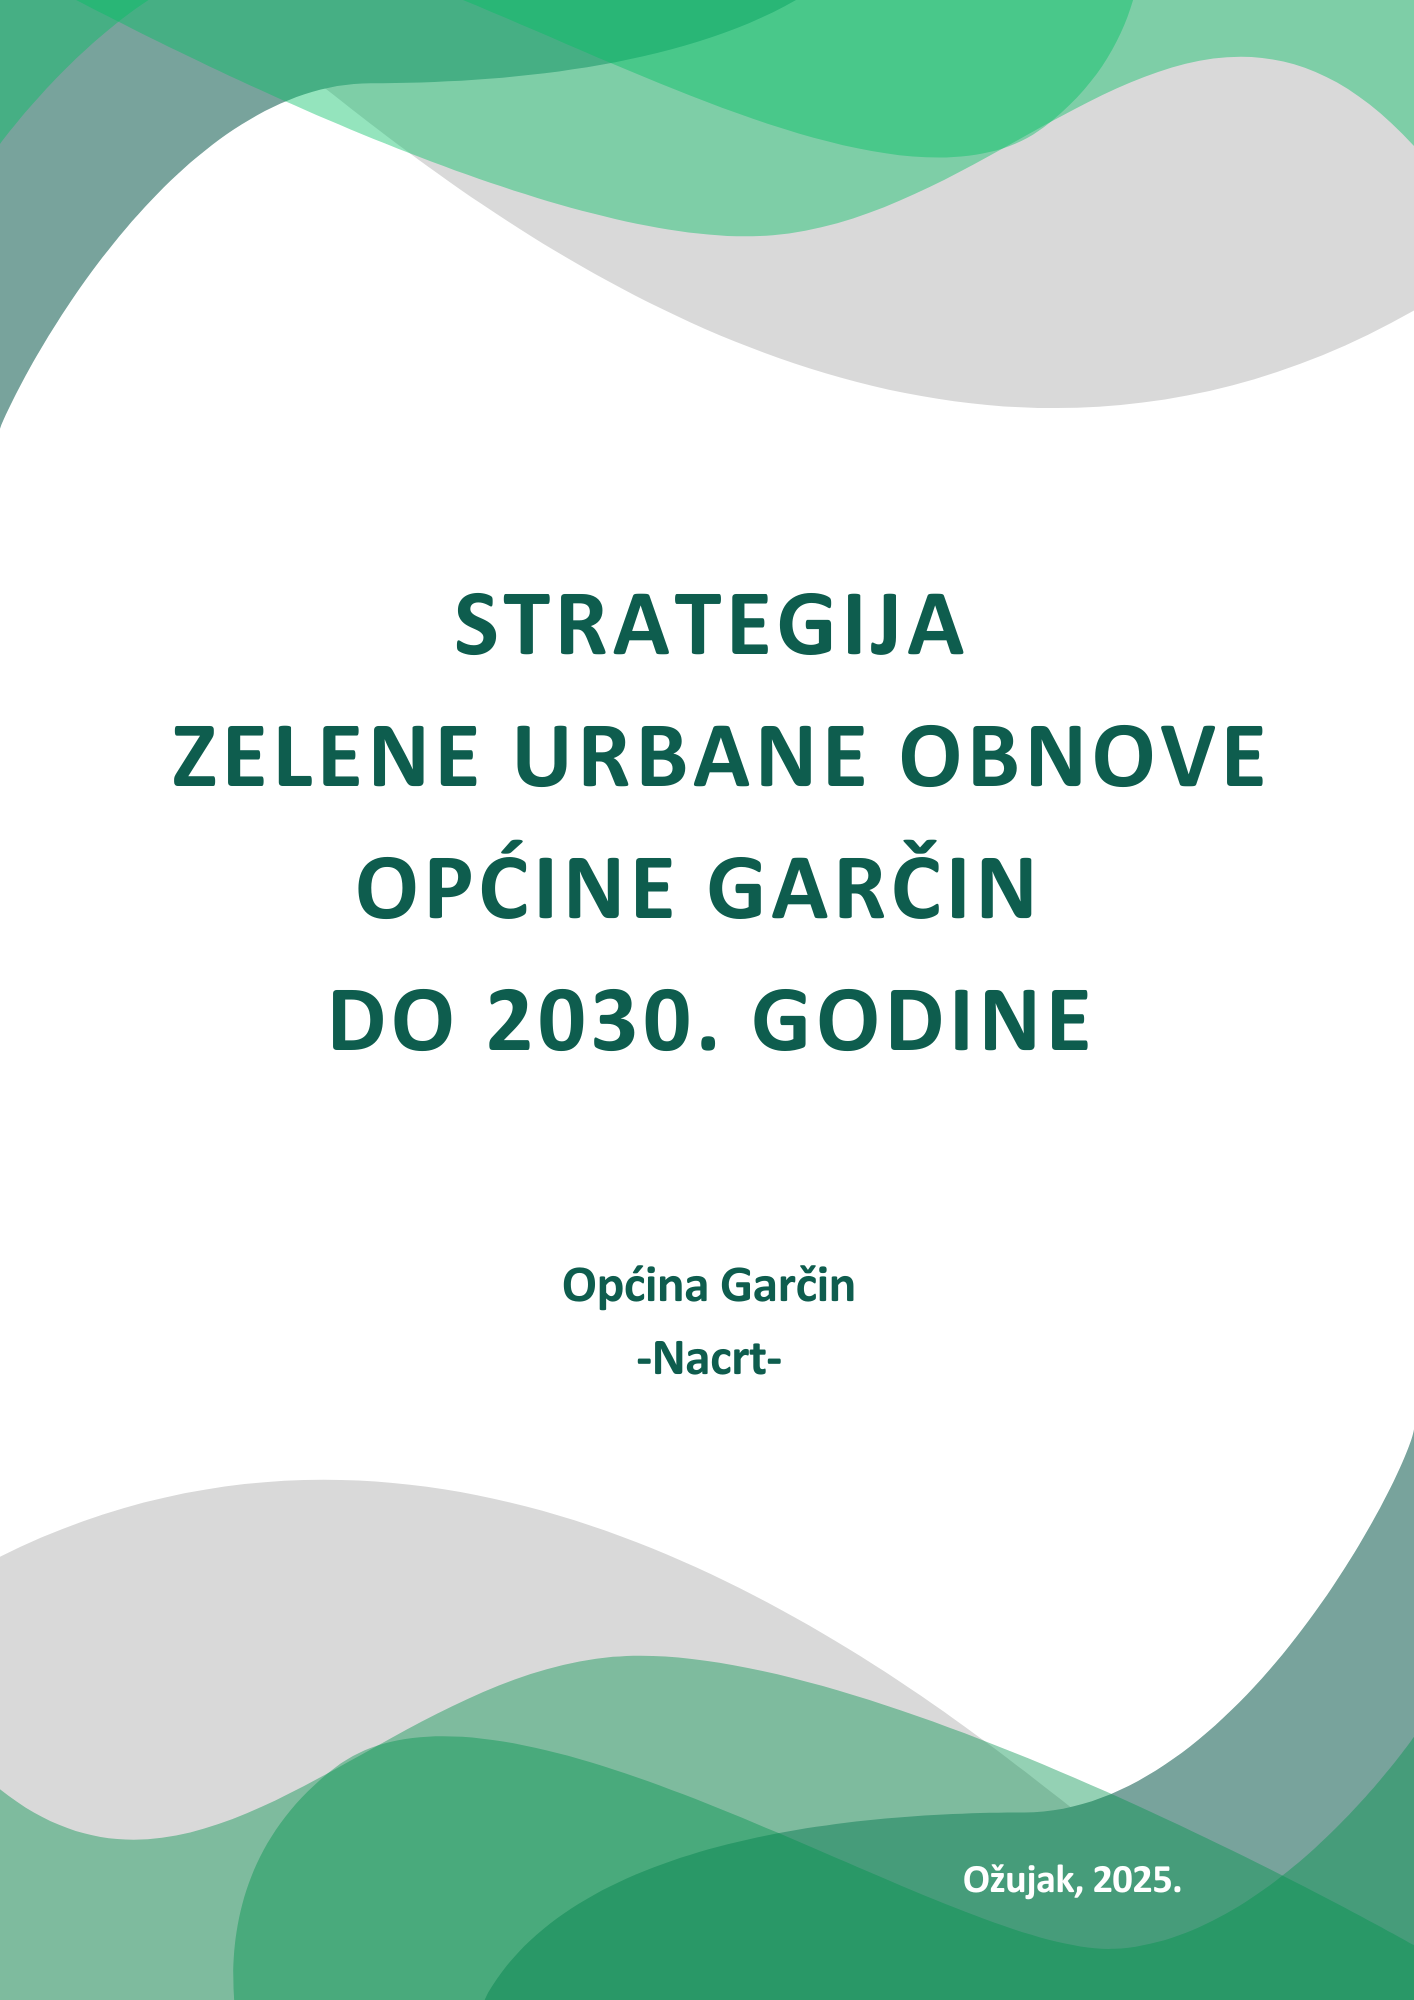 STRATEGIJA
ZELENE URBANE OBNOVE
OPĆINE GARČIN
DO 2030. GODINE
Općina Garčin
-Nacrt-
Ožujak, 2025.